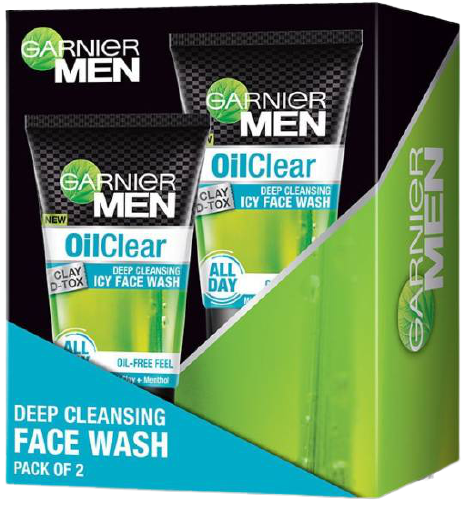 GARNIER
MEN
GARNIER
MEN
OilClear
CLAY
D-TOX
DEEP CLEANSING
ICY FACE WASH
ALL
DAY
GARNIER
MEN
NEW
OilClear
CLAY
D-TOX
DEEP CLEANSING
ICY FACE WASH
ALL
OIL-FREE FEEL
+ Menthol
GARNIER
MEN
DEEP CLEANSING
FACE WASH
PACK OF 2